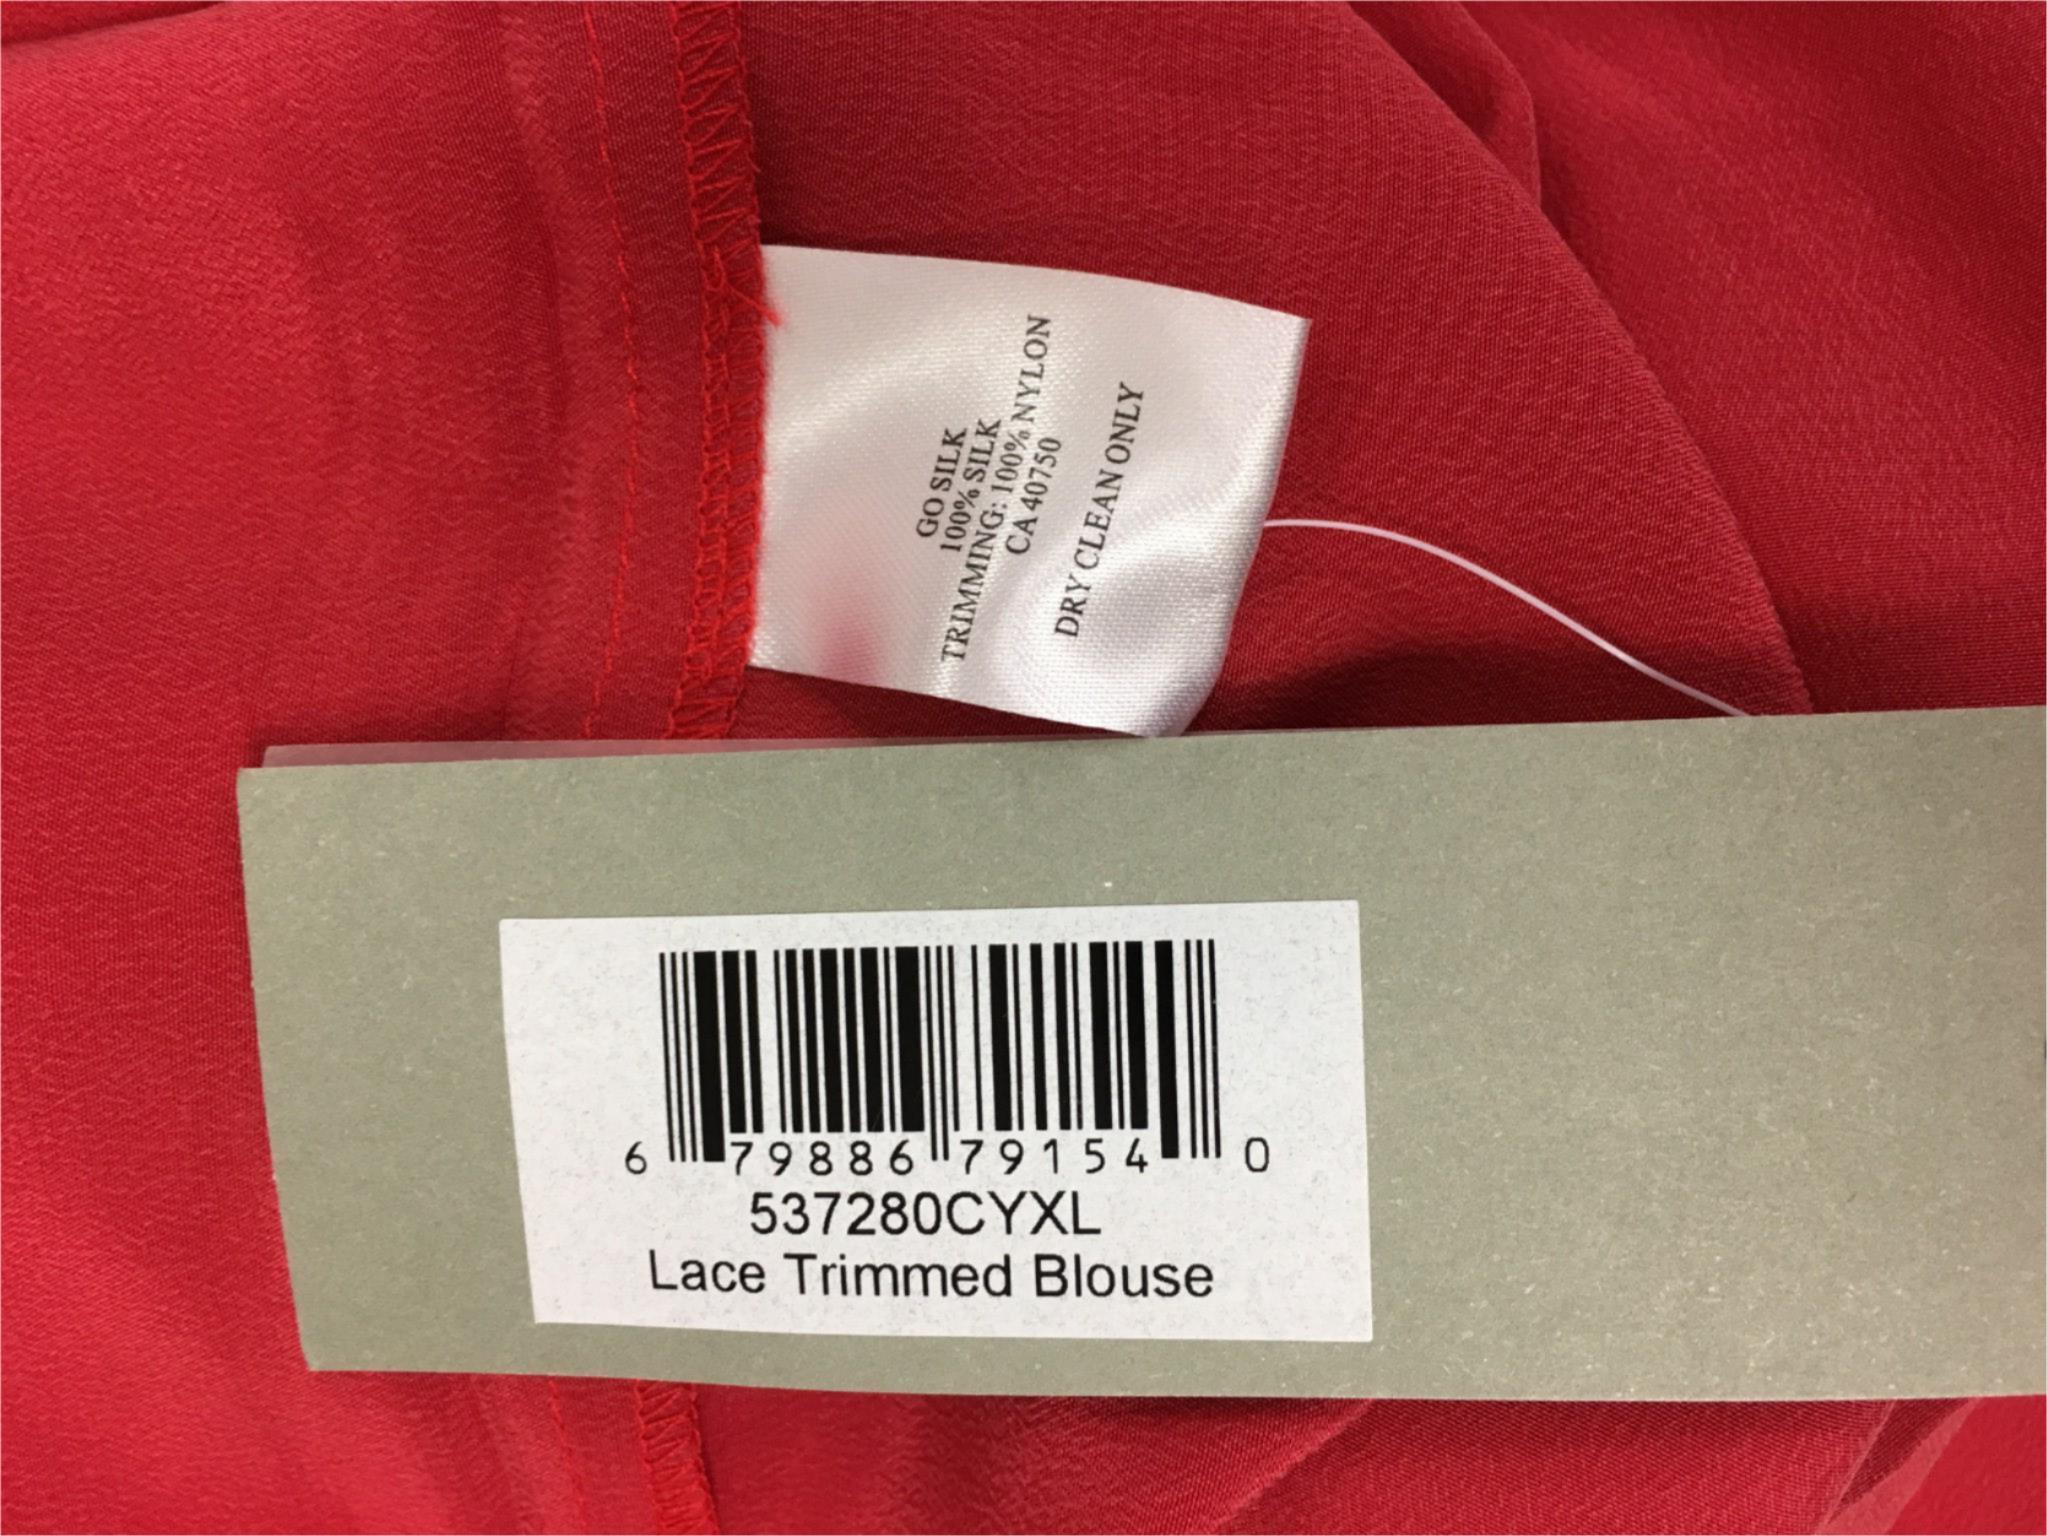 GO SILK
100% SILK
TRIMMING: 100% NYLON
CA 40750
DRY CLEAN ONLY
6 79886 79154 0
537280CYXL
Lace Trimmed Blouse